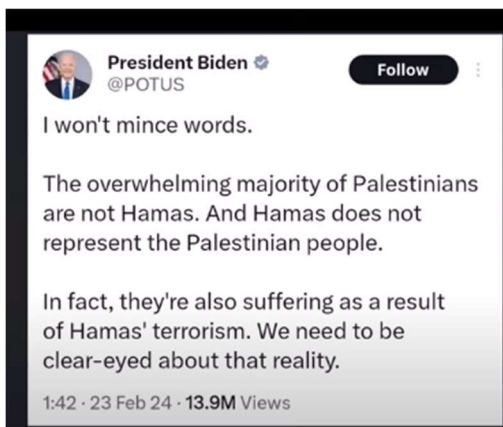 President Biden
@POTUS
Follow
I won't mince words.
The overwhelming majority of Palestinians
are not Hamas. And Hamas does not
represent the Palestinian people.
In fact, they're also suffering as a result
of Hamas' terrorism. We need to be
clear-eyed about that reality.
1:42 · 23 Feb 24 · 13.9M Views